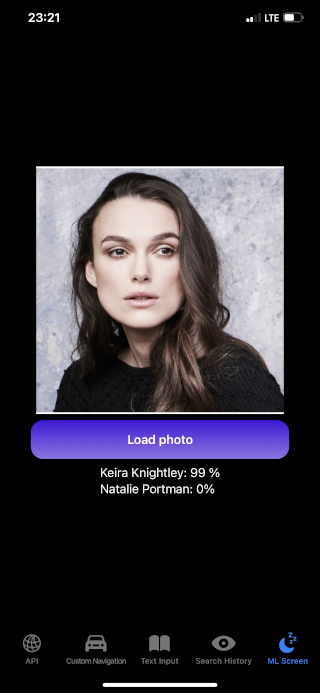 23:21
LTE
Load photo
Keira Knightley: 99 %
Natalie Portman: 0%
API
Custom Navigation
Text Input
Search History
ML Screen